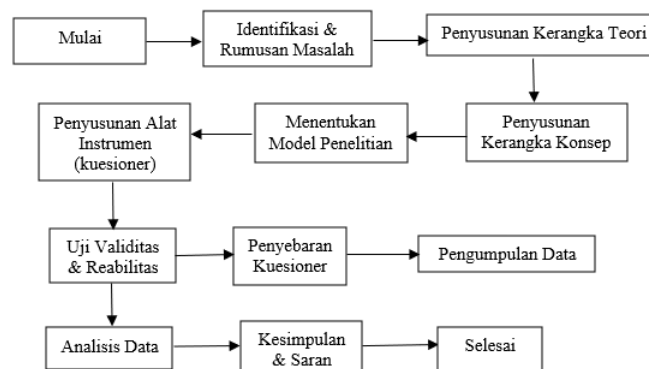 Mulai
Identifikasi &
Rumusan Masalah
Penyusunan Kerangka Teori
Penyusunan Alat
Instrumen
(kuesioner)
Menentukan
Model Penelitian
Penyusunan
Kerangka Konsep
Uji Validitas
& Reabilitas
Penyebaran
Kuesioner
Pengumpulan Data
Analisis Data
Kesimpulan
& Saran
Selesai